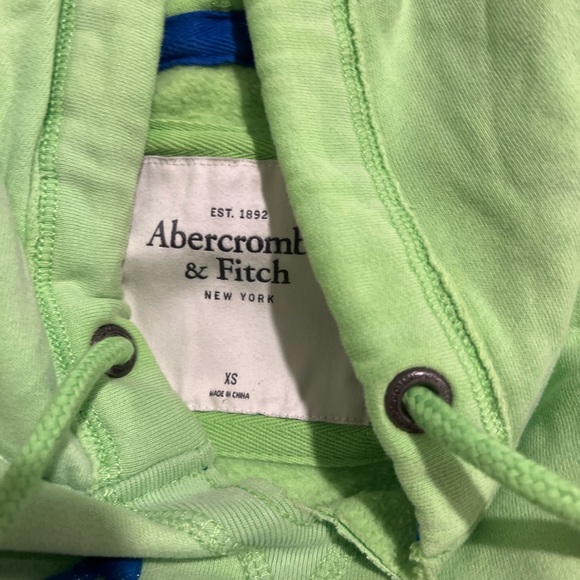 EST. 1892
Abercromb
& Fitch
NEW YORK
XS
MADE IN CHINA